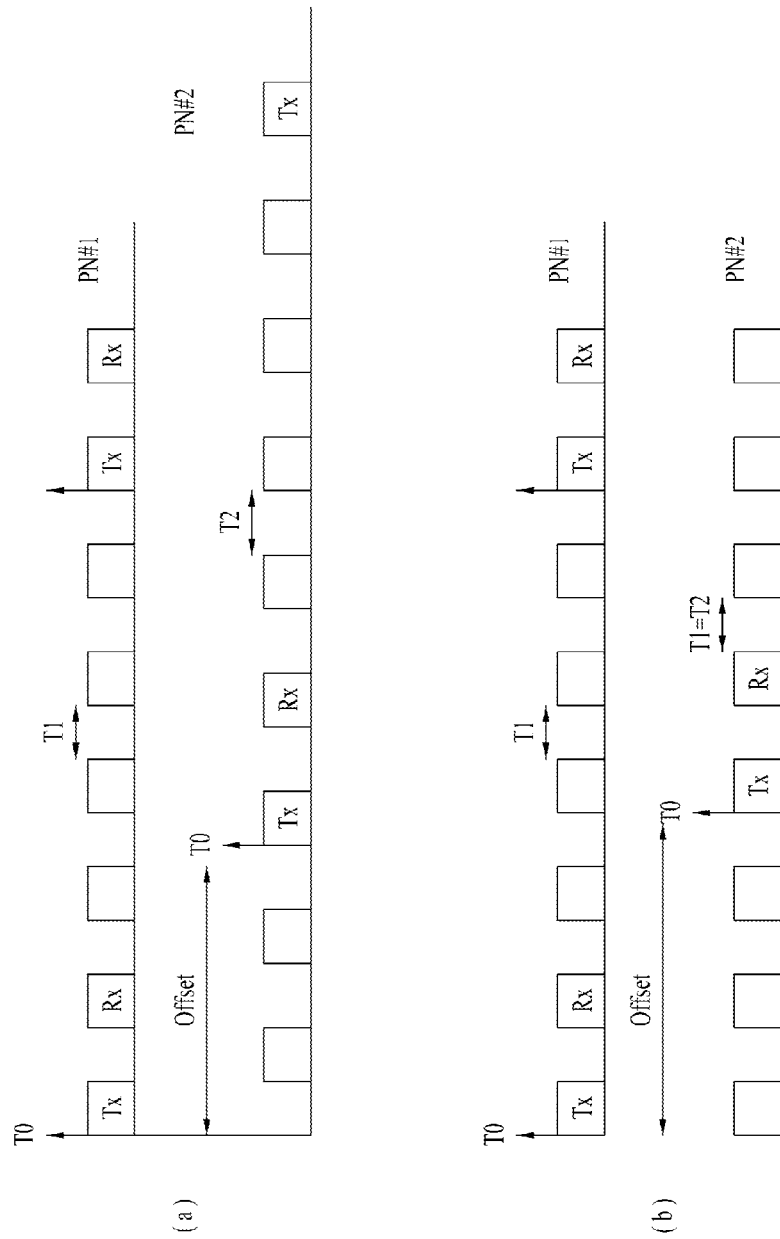 ( a )
T0
Tx
Rx
T1
Tx
Rx
PN#1
Offset
T0
Tx
Rx
T2
Tx
PN#2
( b )
T0
Tx
Rx
T1
Tx
Rx
PN#1
Offset
T0
Tx
Rx
T1=T2
PN#2